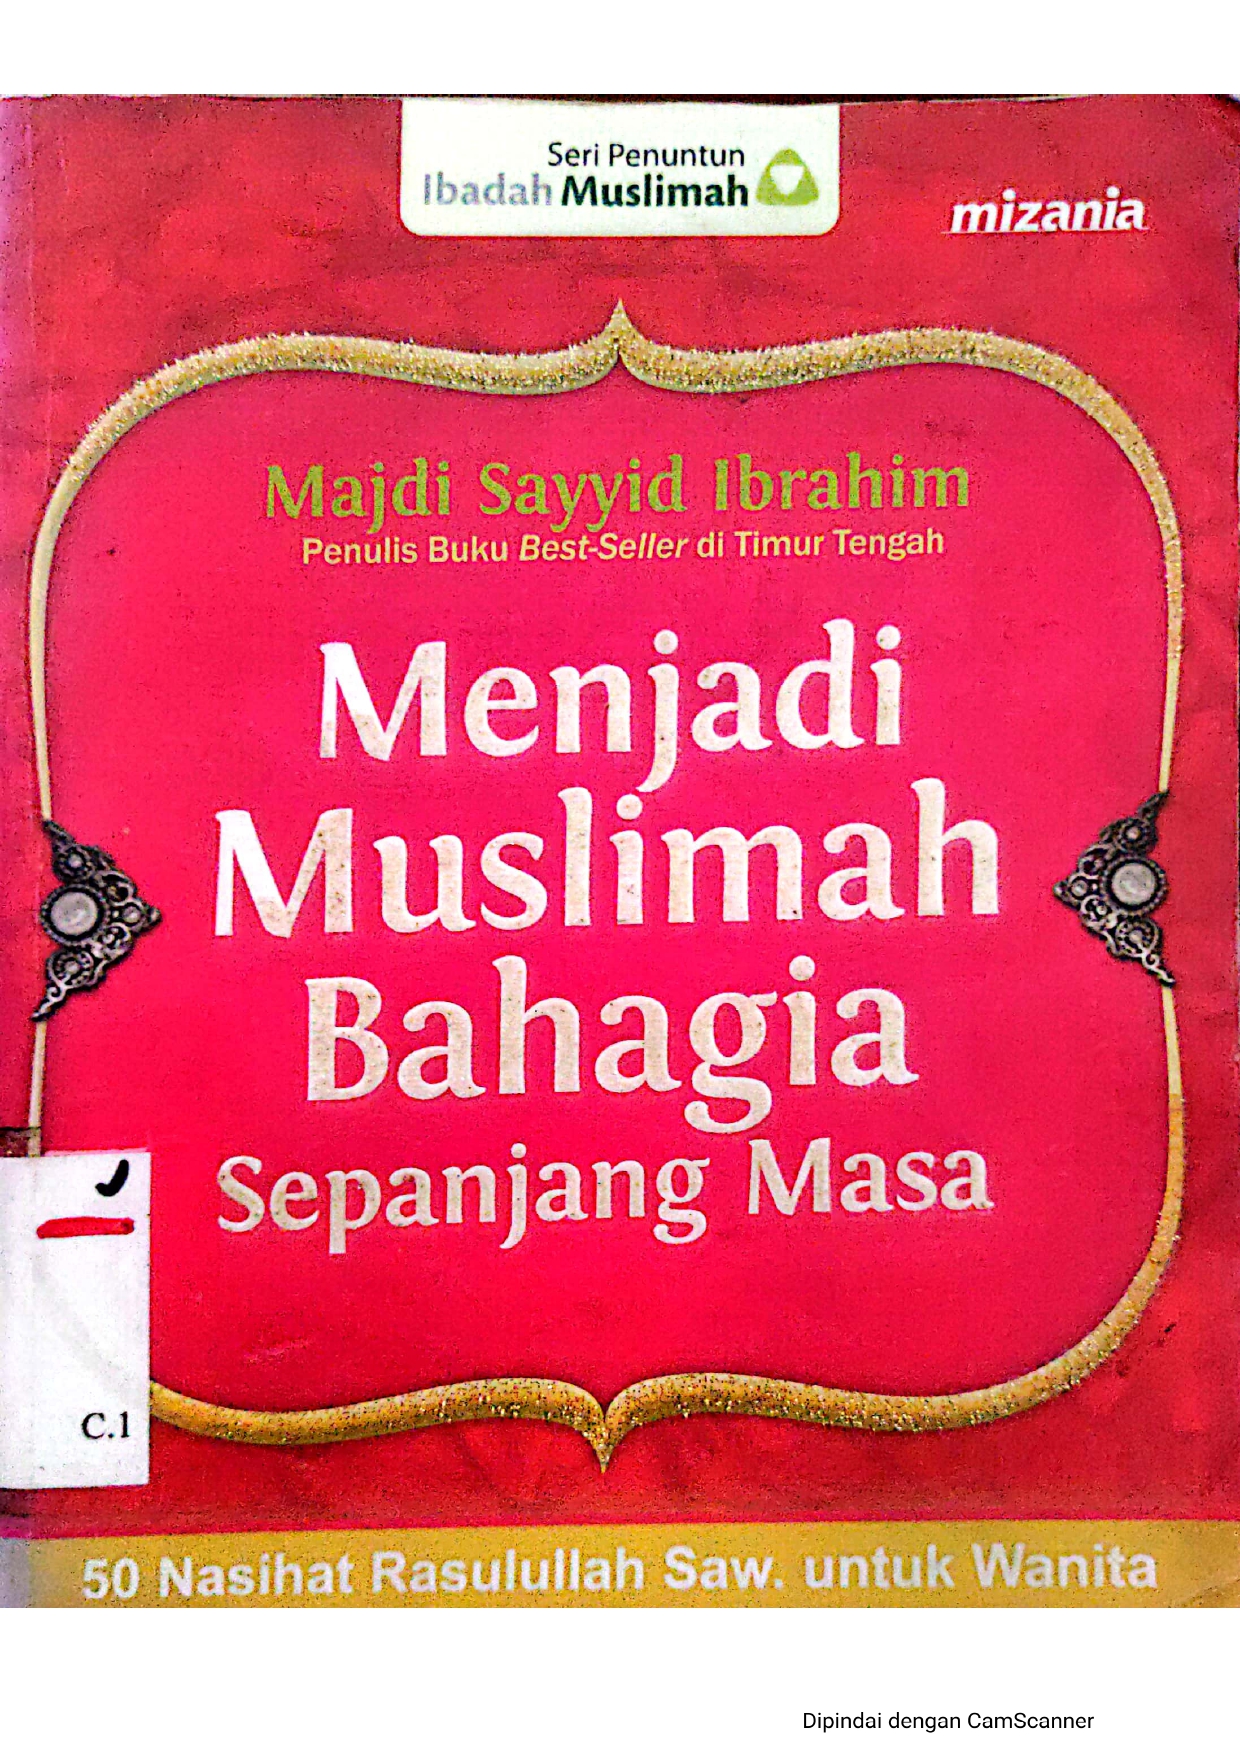 Seri Penuntun
Ibadah Muslimah
mizania
Majdi Sayyid Ibrahim
Penulis Buku Best-Seller di Timur Tengah
Menjadi
Muslimah
Bahagia
Sepanjang Masa
C.1
50 Nasihat Rasulullah Saw. untuk Wanita
Dipindai dengan CamScanner